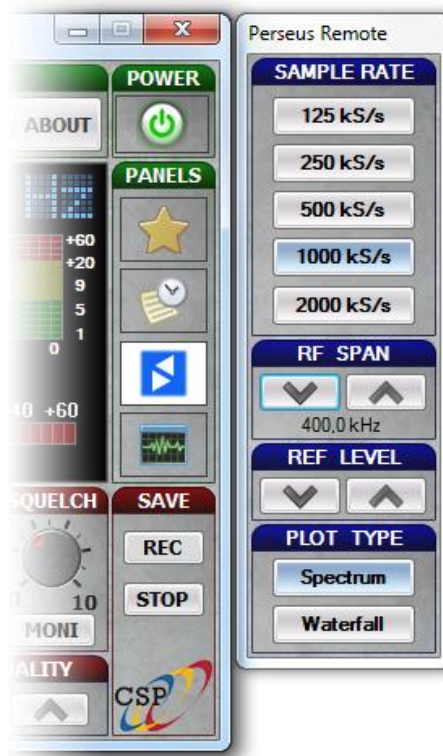 Perseus Remote
POWER
ABOUT
PANELS
Hz
+60
+20
9
5
1
0
+60
SQUELCH
10
MONI
SAVE
REC
STOP
CSP
SAMPLE RATE
125 kS/s
250 kS/s
500 kS/s
1000 kS/s
2000 kS/s
RF SPAN
400,0 kHz
REF LEVEL
PLOT TYPE
Spectrum
Waterfall